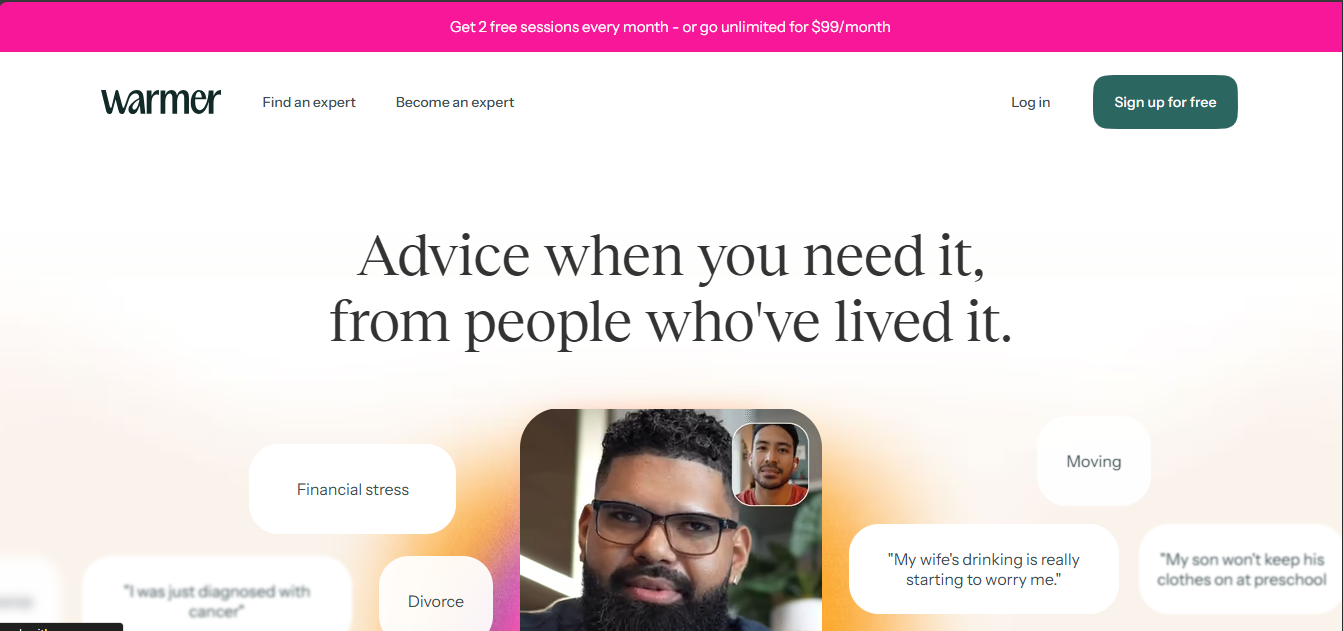 Get 2 free sessions every month - or go unlimited for $99/month
warmer
Find an expert
Become an expert
Log in
Sign up for free
Advice when you need it,
from people who've lived it.
Financial stress
Moving
"My wife's drinking is really
starting to worry me."
"My son won't keep his
clothes on at preschool
"I was just diagnosed with
cancer"
Divorce